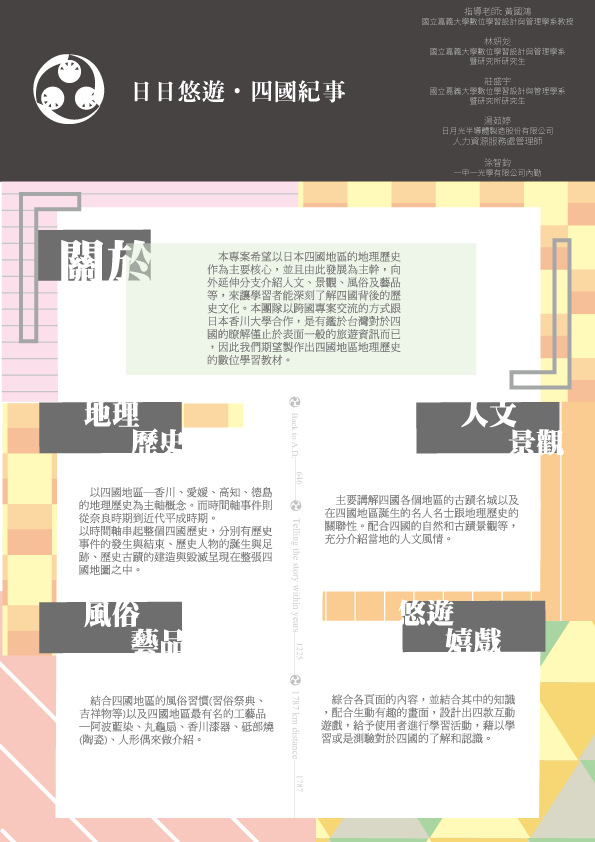 指導老師: 黃國鴻
國立嘉義大學數位學習設計與管理學系教授
林妍彣
國立嘉義大學數位學習設計與管理學系
暨研究所研究生
莊盛宇
國立嘉義大學數位學習設計與管理學系
暨研究所研究生
湯茹婷
日月光半導體製造股份有限公司
人力資源服務處管理師
涂智鈞
一甲一光學有限公司內勤
日日悠遊・四國紀事
關於
本專案希望以日本四國地區的地理歷史
作為主要核心，並且由此發展為主幹，向
外延伸分支介紹人文、景觀、風俗及藝品
等，來讓學習者能深刻了解四國背後的歷
史文化。本團隊以跨國專案交流的方式跟
日本香川大學合作，是有鑑於台灣對於四
國的瞭解僅止於表面一般的旅遊資訊而已
，因此我們期望製作出四國地區地理歷史
的數位學習教材。
地理
歷史
以四國地區—香川、愛媛、高知、德島
的地理歷史為主軸概念。而時間軸事件則
從奈良時期到近代平成時期。
以時間軸串起整個四國歷史，分別有歷史
事件的發生與結束、歷史人物的誕生與足
跡、歷史古蹟的建造與毀滅呈現在整張四
國地圖之中。
人文
景觀
主要講解四國各個地區的古蹟名城以及
在四國地區誕生的名人名士跟地理歷史的
關聯性。配合四國的自然和古蹟景觀等，
充分介紹當地的人文風情。
Back to A.D.—646
Telling the story within years—1225
1787 km distance—1787
風俗
藝品
結合四國地區的風俗習慣(習俗祭典、
吉祥物等)以及四國地區最有名的工藝品
—阿波藍染、丸龜扇、香川漆器、砥部燒
(陶瓷)、人形偶來做介紹。
悠遊
嬉戲
綜合各頁面的內容，並結合其中的知識
，配合生動有趣的畫面，設計出四款互動
遊戲，給予使用者進行學習活動，藉以學
習或是測驗對於四國的了解和認識。